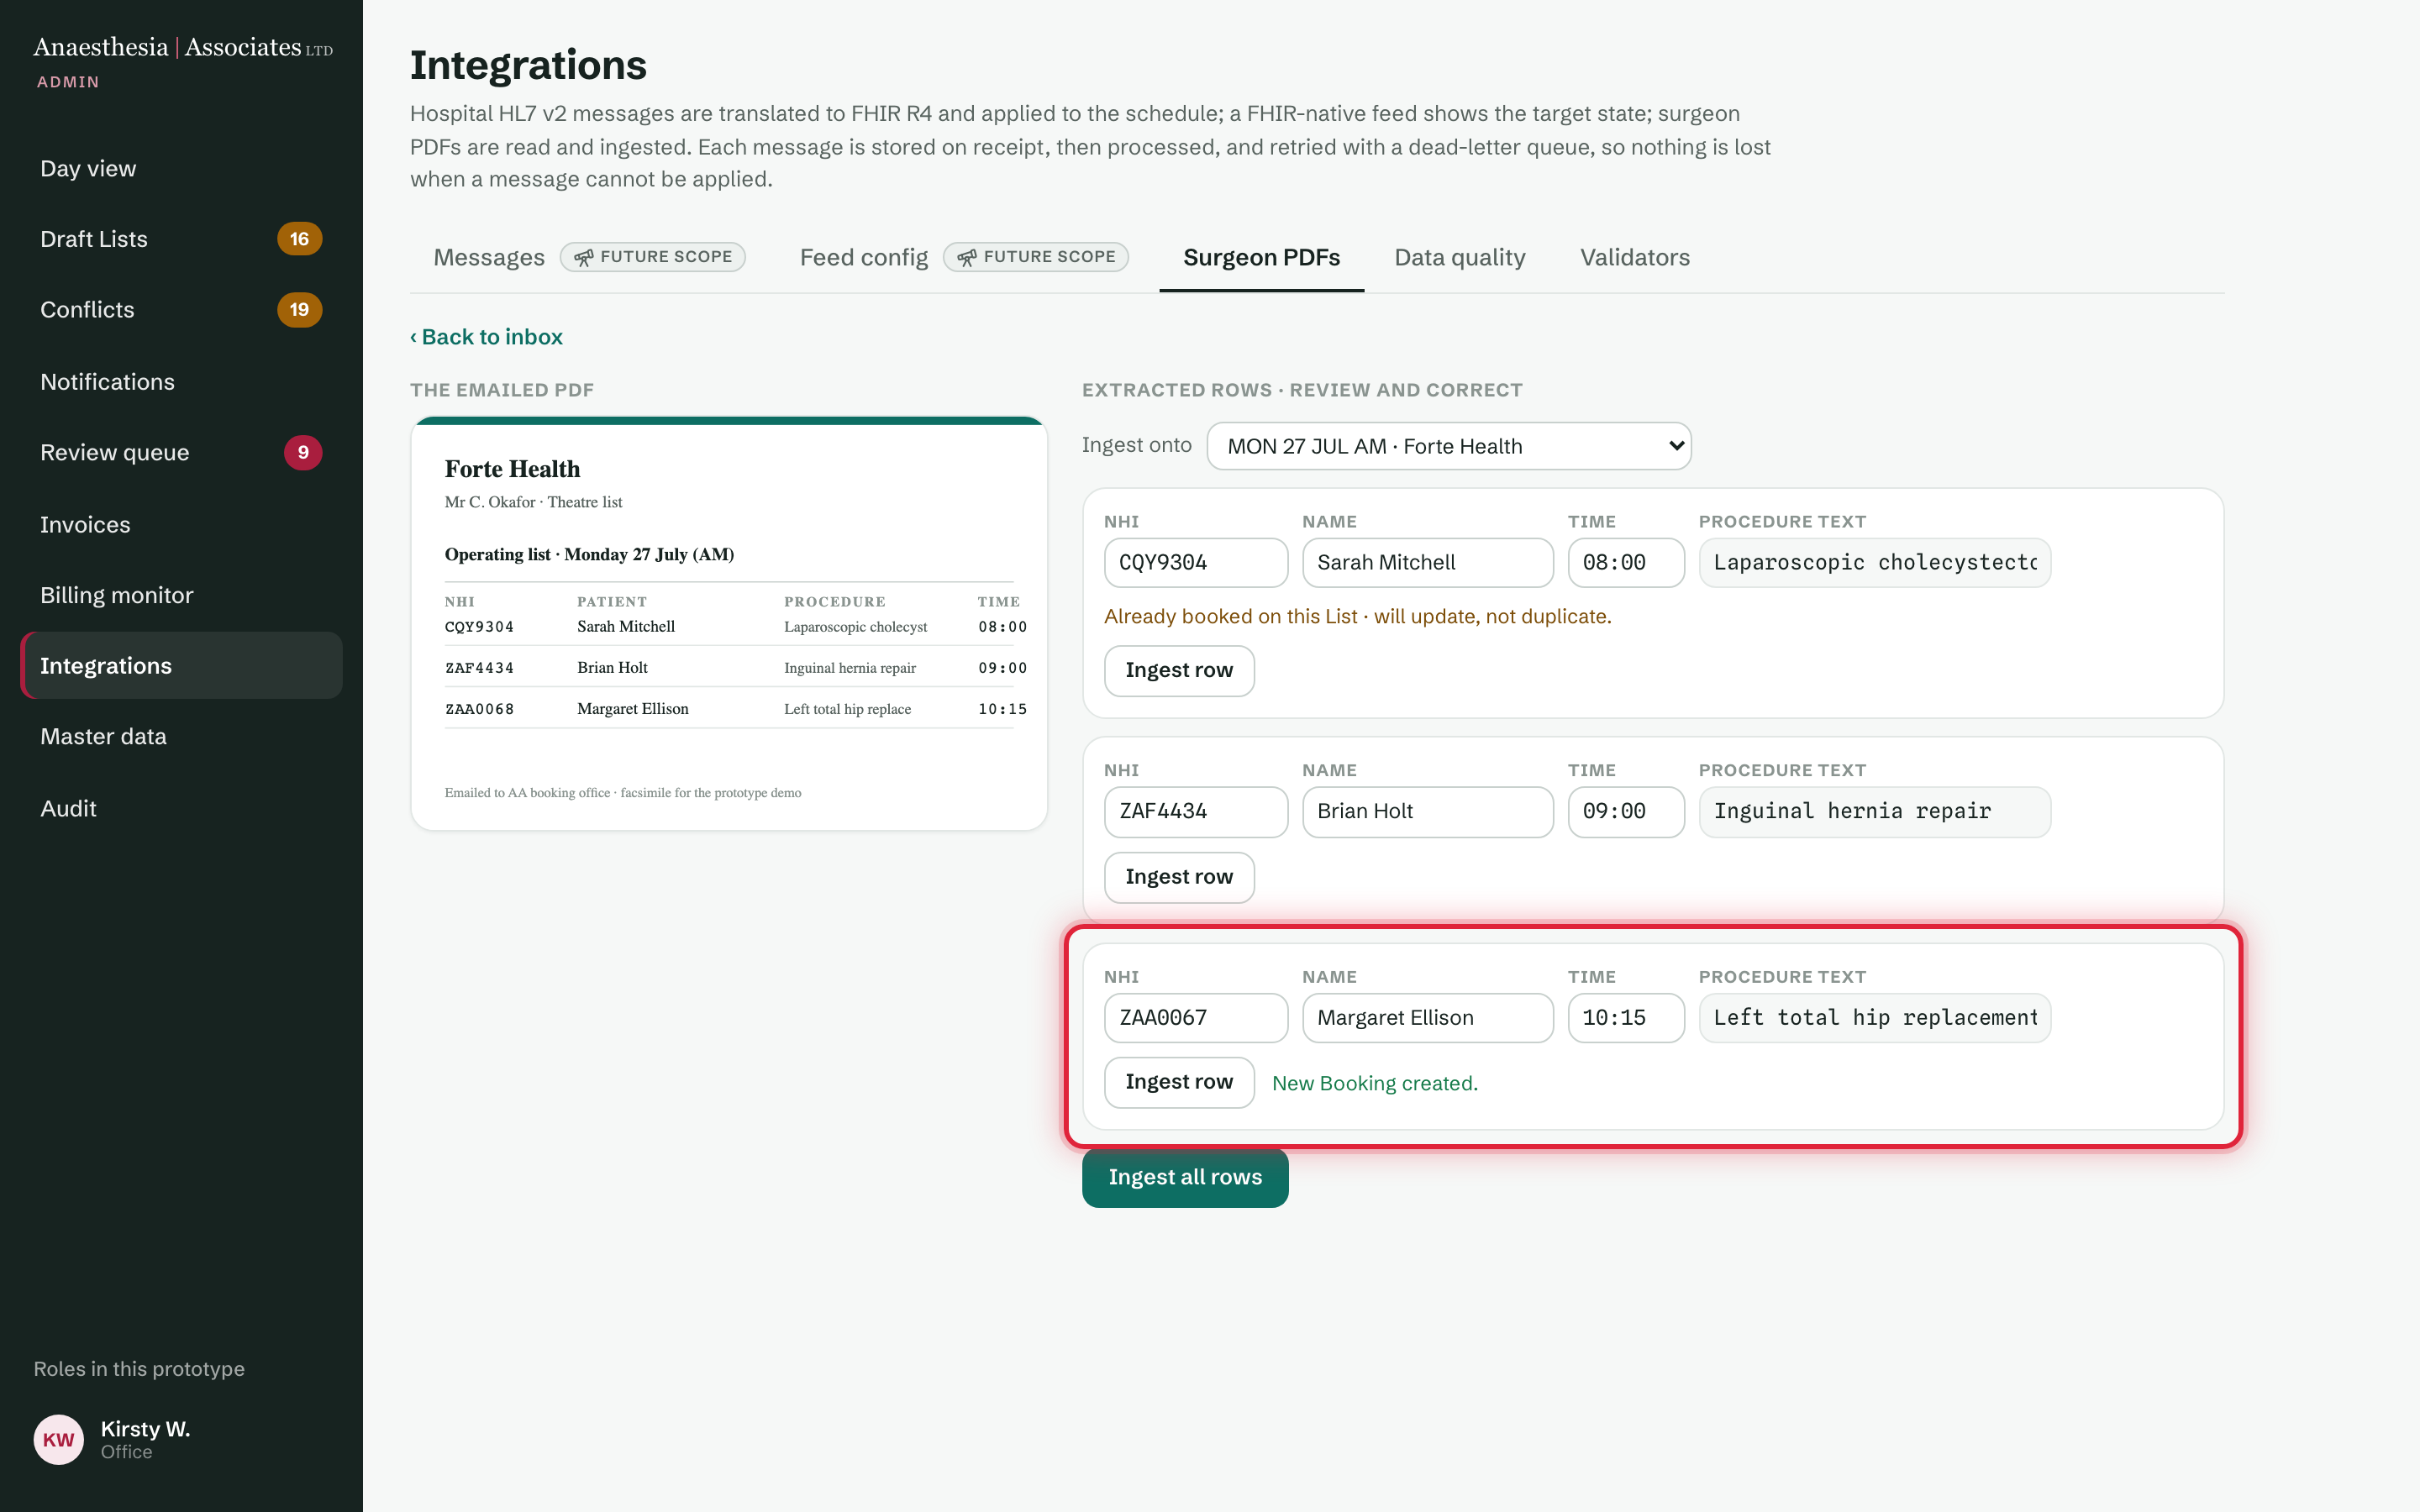 Anaesthesia | Associates LTD
ADMIN
Day view
Draft Lists 16
Conflicts 19
Notifications
Review queue 9
Invoices
Billing monitor
Integrations
Master data
Audit
Roles in this prototype
KW
Kirsty W.
Office
Integrations
Hospital HL7 v2 messages are translated to FHIR R4 and applied to the schedule; a FHIR-native feed shows the target state; surgeon
PDFs are read and ingested. Each message is stored on receipt, then processed, and retried with a dead-letter queue, so nothing is lost
when a message cannot be applied.
Messages FUTURE SCOPE Feed config FUTURE SCOPE Surgeon PDFs Data quality Validators
‹ Back to inbox
THE EMAILED PDF
Forte Health
Mr C. Okafor · Theatre list
Operating list · Monday 27 July (AM)
NHI PATIENT PROCEDURE TIME
CQY9304 Sarah Mitchell Laparoscopic cholecyst 08:00
ZAF4434 Brian Holt Inguinal hernia repair 09:00
ZAA0068 Margaret Ellison Left total hip replace 10:15
Emailed to AA booking office · facsimile for the prototype demo
EXTRACTED ROWS · REVIEW AND CORRECT
Ingest onto MON 27 JUL AM · Forte Health
NHI NAME TIME PROCEDURE TEXT
CQY9304 Sarah Mitchell 08:00 Laparoscopic cholecystecto
Already booked on this List · will update, not duplicate.
Ingest row
NHI NAME TIME PROCEDURE TEXT
ZAF4434 Brian Holt 09:00 Inguinal hernia repair
Ingest row
NHI NAME TIME PROCEDURE TEXT
ZAA0067 Margaret Ellison 10:15 Left total hip replacement
Ingest row New Booking created.
Ingest all rows